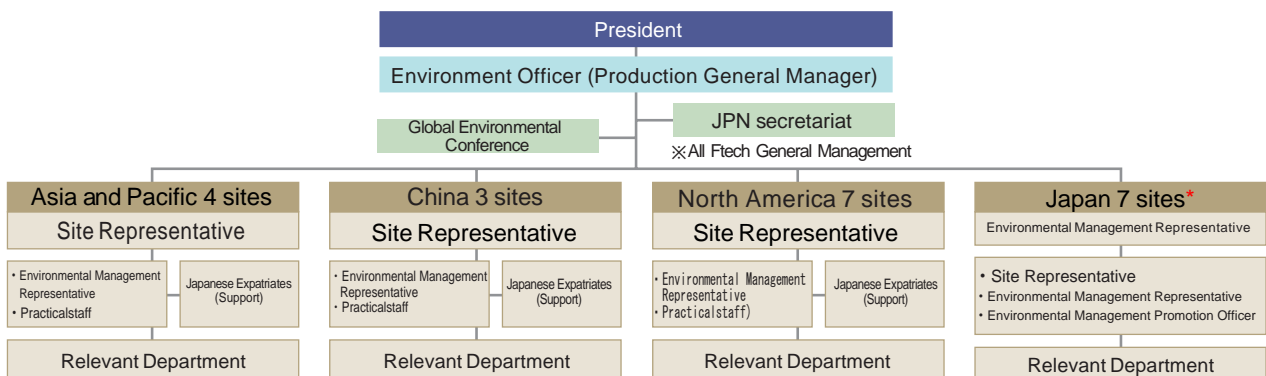 President
Environment Officer (Production General Manager)
Global Environmental
Conference
JPN secretariat
※All Ftech General Management
Asia and Pacific 4 sites
Site Representative
・Environmental Management
Representative
・Practicalstaff
Japanese Expatriates
(Support)
Relevant Department
China 3 sites
Site Representative
・Environmental Management
Representative
・Practicalstaff
Japanese Expatriates
(Support)
Relevant Department
North America 7 sites
Site Representative
・Environmental Management
Representative
・Practicalstaff)
Japanese Expatriates
(Support)
Relevant Department
Japan 7 sites*
Environmental Management Representative
・Site Representative
・Environmental Management Representative
・Environmental Management Promotion Officer
Relevant Department